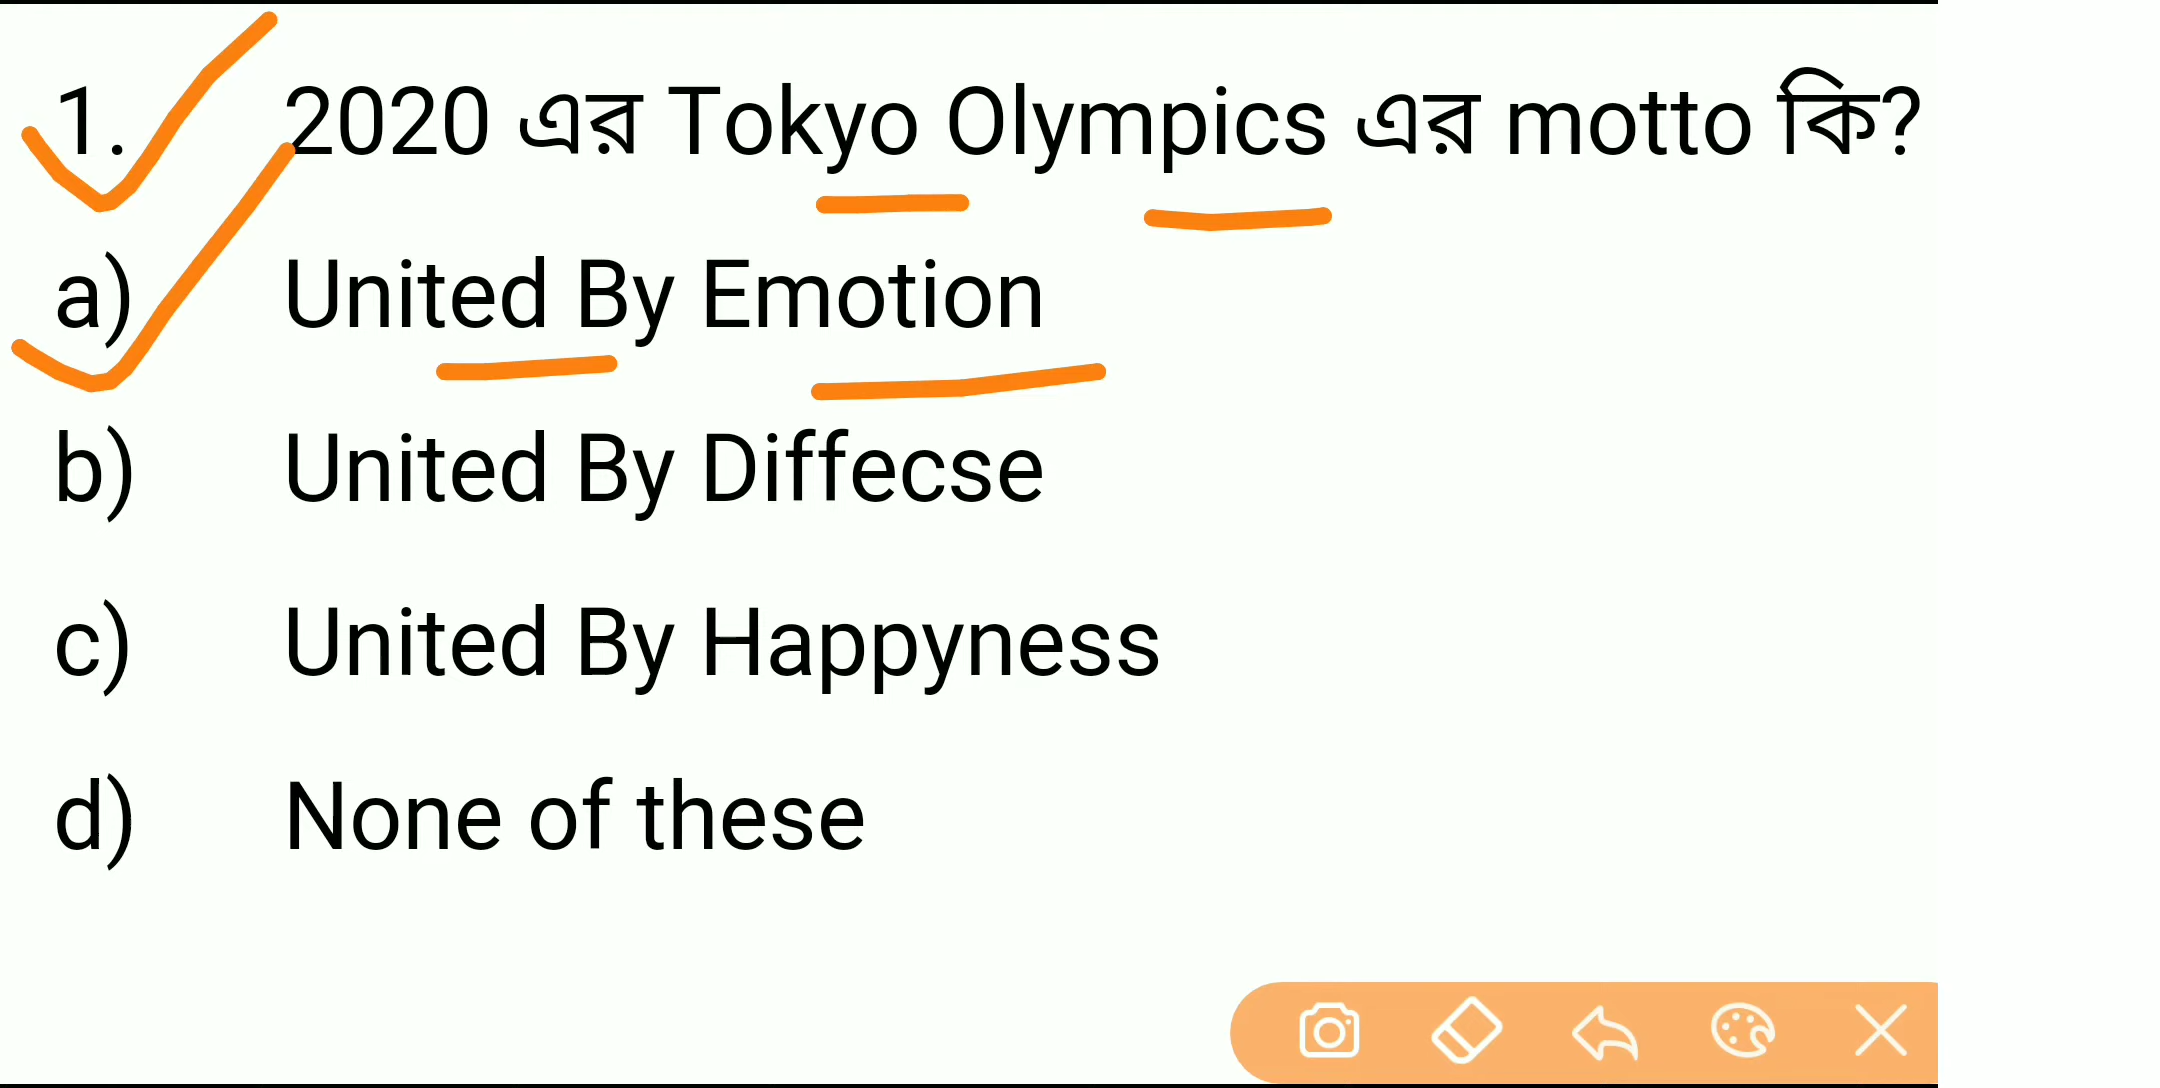 1. 2020 এর Tokyo Olympics এর motto কি?
a) United By Emotion
b) United By Diffecse
c) United By Happyness
d) None of these